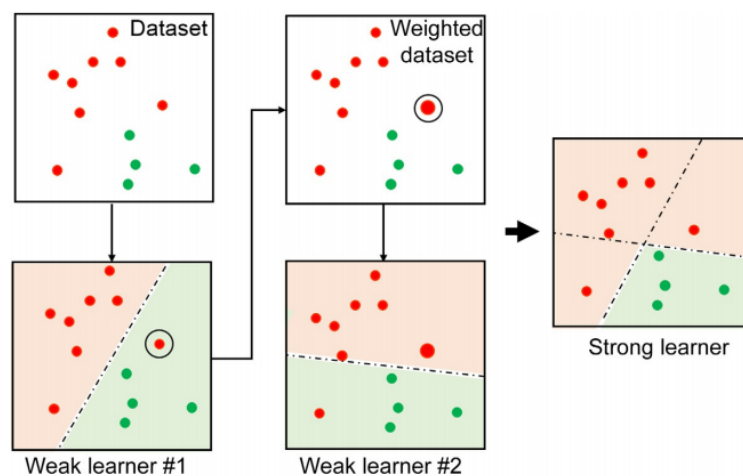 Dataset
Weighted
dataset
Weak learner #1
Weak learner #2
Strong learner